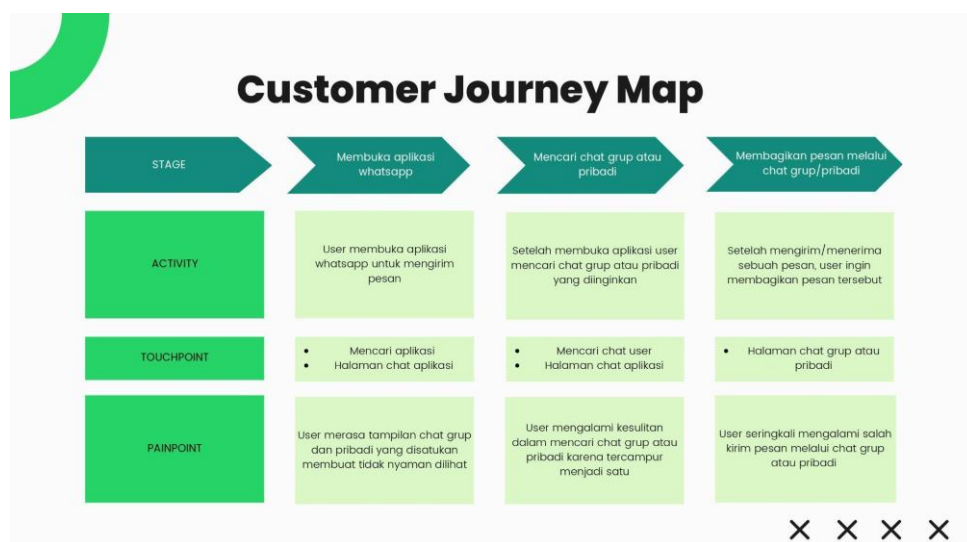 Customer Journey Map
STAGE
Membuka aplikasi
whatsapp
Mencari chat grup atau
pribadi
Membagikan pesan melalui
chat grup/pribadi
ACTIVITY
User membuka aplikasi
whatsapp untuk mengirim
pesan
Setelah membuka aplikasi user
mencari chat grup atau pribadi
yang diinginkan
Setelah mengirim/menerima
sebuah pesan, user ingin
membagikan pesan tersebut
TOUCHPOINT
• Mencari aplikasi
• Halaman chat aplikasi
• Mencari chat user
• Halaman chat aplikasi
• Halaman chat grup atau
pribadi
PAINPOINT
User merasa tampilan chat grup
dan pribadi yang disatukan
membuat tidak nyaman dilihat
User mengalami kesulitan
dalam mencari chat grup atau
pribadi karena tercampur
menjadi satu
User seringkali mengalami salah
kirim pesan melalui chat grup
atau pribadi